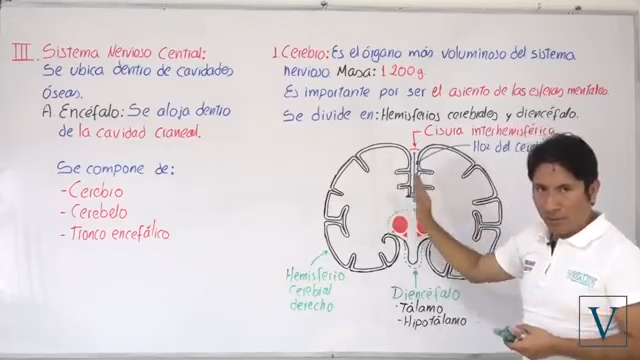 III. Sistema Nervioso Central:
Se ubica dentro de cavidades
óseas.
A. Encéfalo: Se aloja dentro
de la cavidad craneal.
Se compone de:
- Cerebro
- Cerebelo
- Tronco encefálico
1. Cerebro: Es el órgano más voluminoso del sistema
nervioso Masa: 1 200g.
Es importante por ser el asiento de las esferas mentales.
Se divide en: Hemisferios cerebrales y diencéfalo.
Cisura interhemisférica
Hoz del
Hemisferio
cerebral
derecho
Diencéfalo
· Tálamo
- Hipotálamo
V